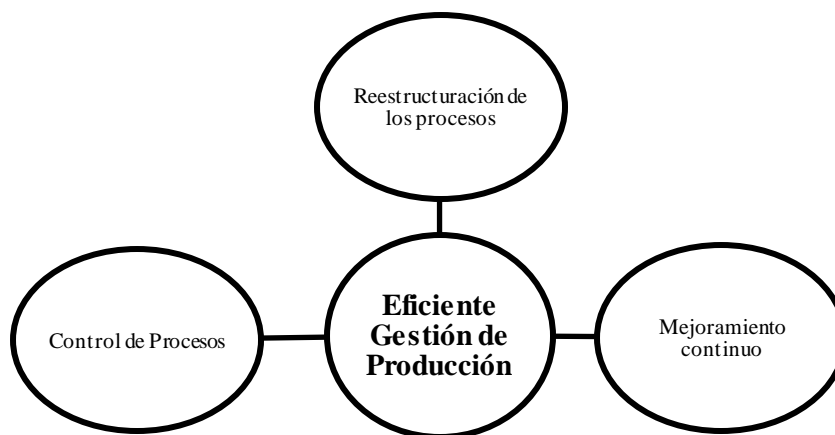 Reestructuración de
los procesos
Control de Procesos
Eficiente
Gestión de
Producción
Mejoramiento
continuo